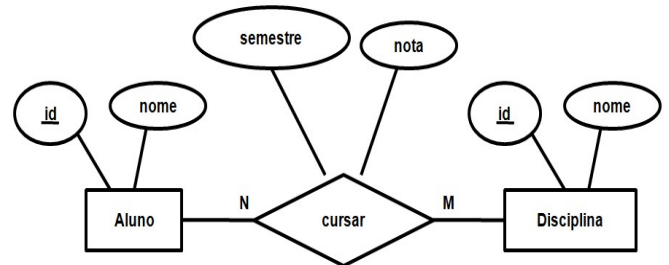 semestre
nota
id
nome
id
nome
Aluno
N
cursar
M
Disciplina